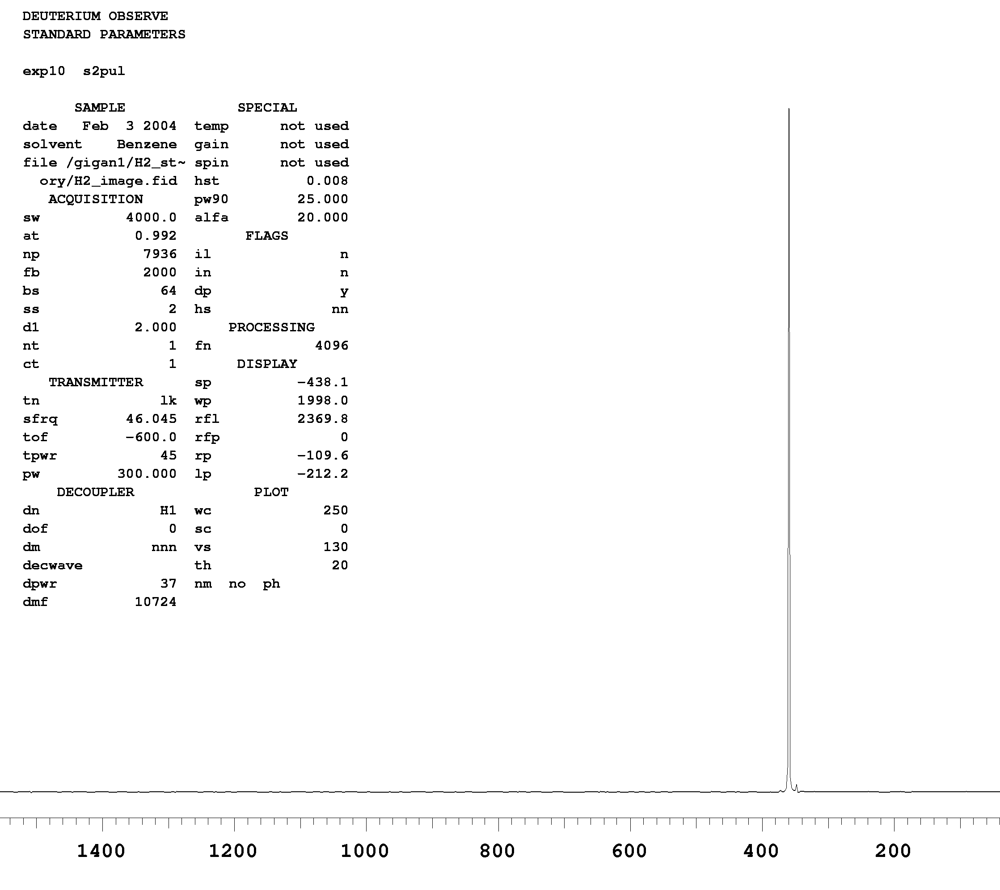 DEUTERIUM OBSERVE
STANDARD PARAMETERS
exp10  s2pul
SAMPLE  SPECIAL
date  Feb  3 2004  temp  not used
solvent  Benzene  gain  not used
file /gigan1/H2_st~ spin  not used
ory/H2_image.fid  hst  0.008
ACQUISITION  pw90  25.000
sw  4000.0  alfa  20.000
at  0.992  FLAGS
np  7936  il  n
fb  2000  in  n
bs  64  dp  y
ss  2  hs  nn
d1  2.000  PROCESSING
nt  1  fn  4096
ct  1  DISPLAY
TRANSMITTER  sp  -438.1
tn  lk  wp  1998.0
sfrq  46.045  rfl  2369.8
tof  -600.0  rfp  0
tpwr  45  rp  -109.6
pw  300.000  lp  -212.2
DECOUPLER  PLOT
dn  H1  wc  250
dof  0  sc  0
dm  nnn  vs  130
decwave  th  20
dpwr  37  nm  no  ph
dmf  10724
1400  1200  1000  800  600  400  200